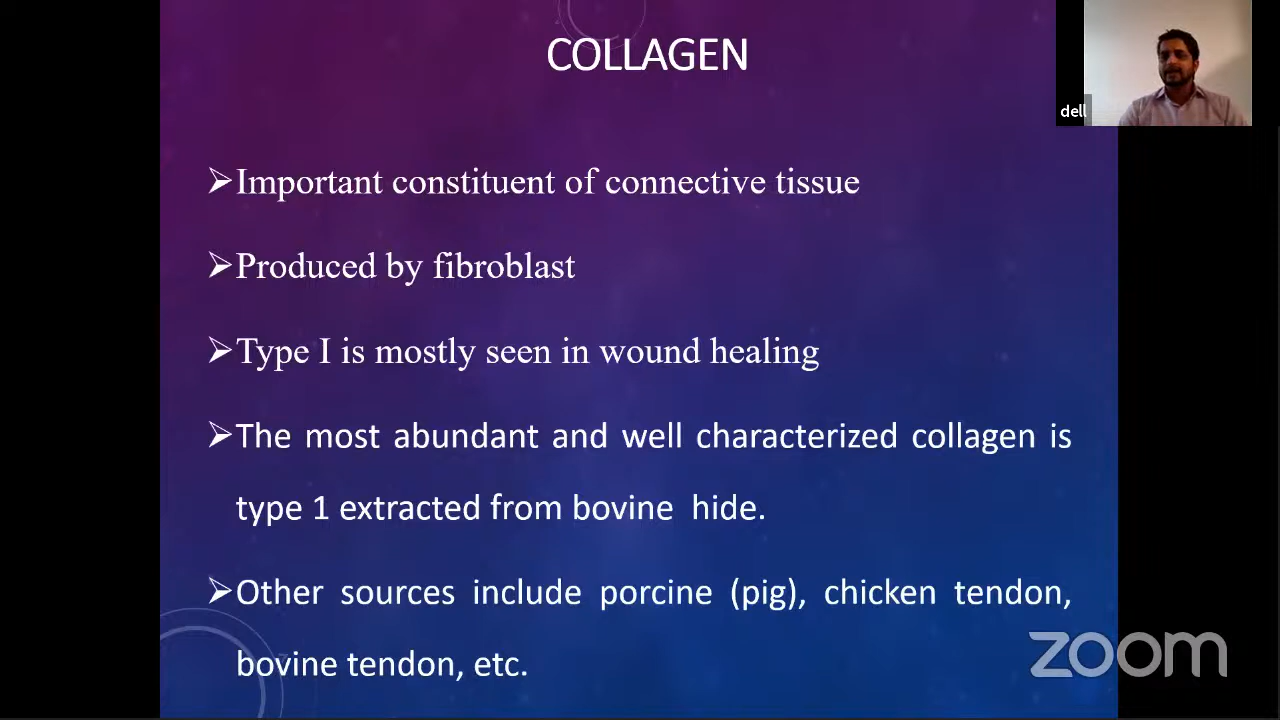 COLLAGEN
dell
➢Important constituent of connective tissue
➢Produced by fibroblast
➢Type I is mostly seen in wound healing
➢The most abundant and well characterized collagen is
type 1 extracted from bovine hide.
➢Other sources include porcine (pig), chicken tendon,
bovine tendon, etc.
zoom